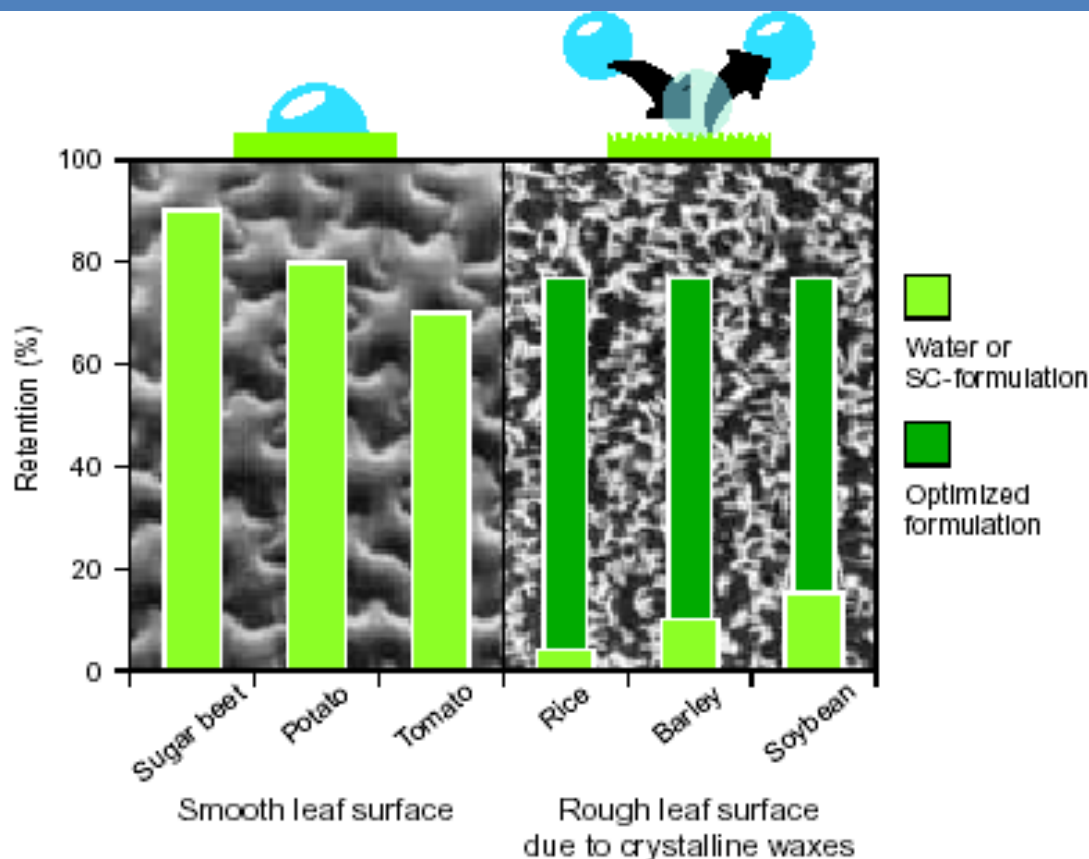 100
80
60
40
20
0
Retention (%)
Sugar beet
Potato
Tomato
Rice
Barley
Soybean
Smooth leaf surface
Rough leaf surface
due to crystalline waxes
Water or
SC-formulation
Optimized
formulation